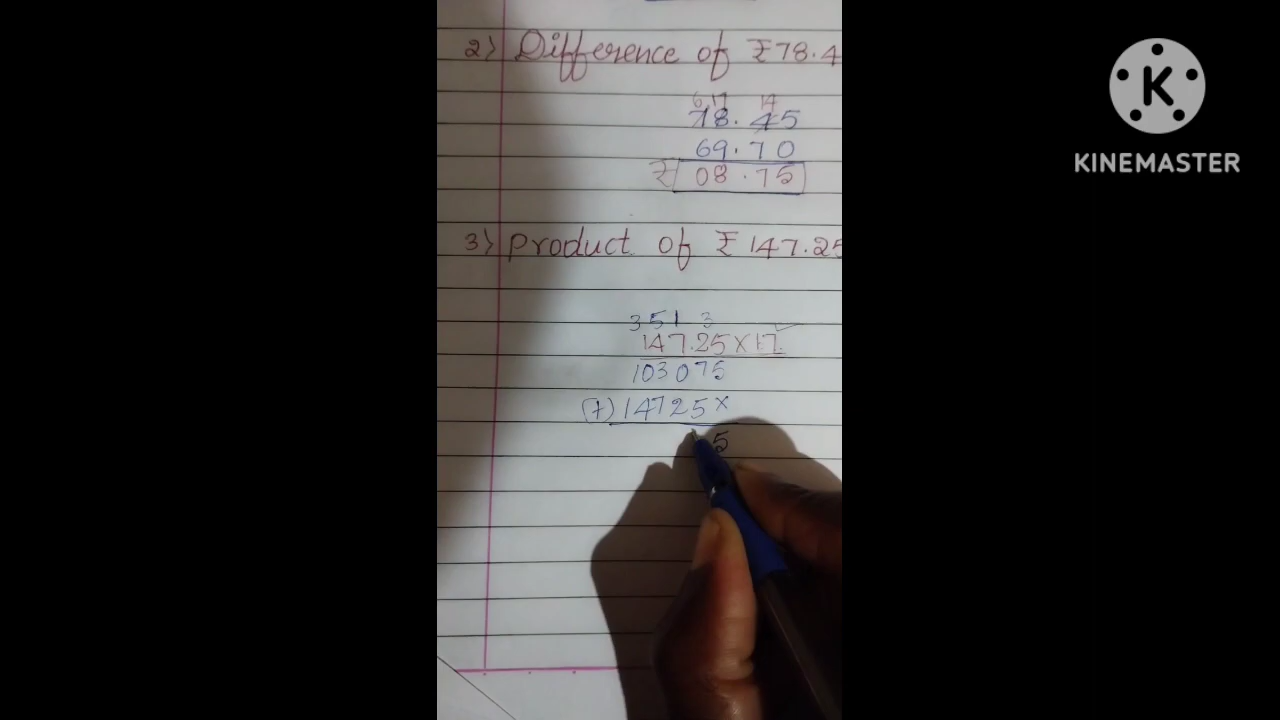 2) Difference of ₹78.4
6 17 14
78.45
69.70
₹ 08.75
3) Product of ₹147.25
3 5 1 3
147.25×17
103075
(+) 14725×
5
K
KINEMASTER